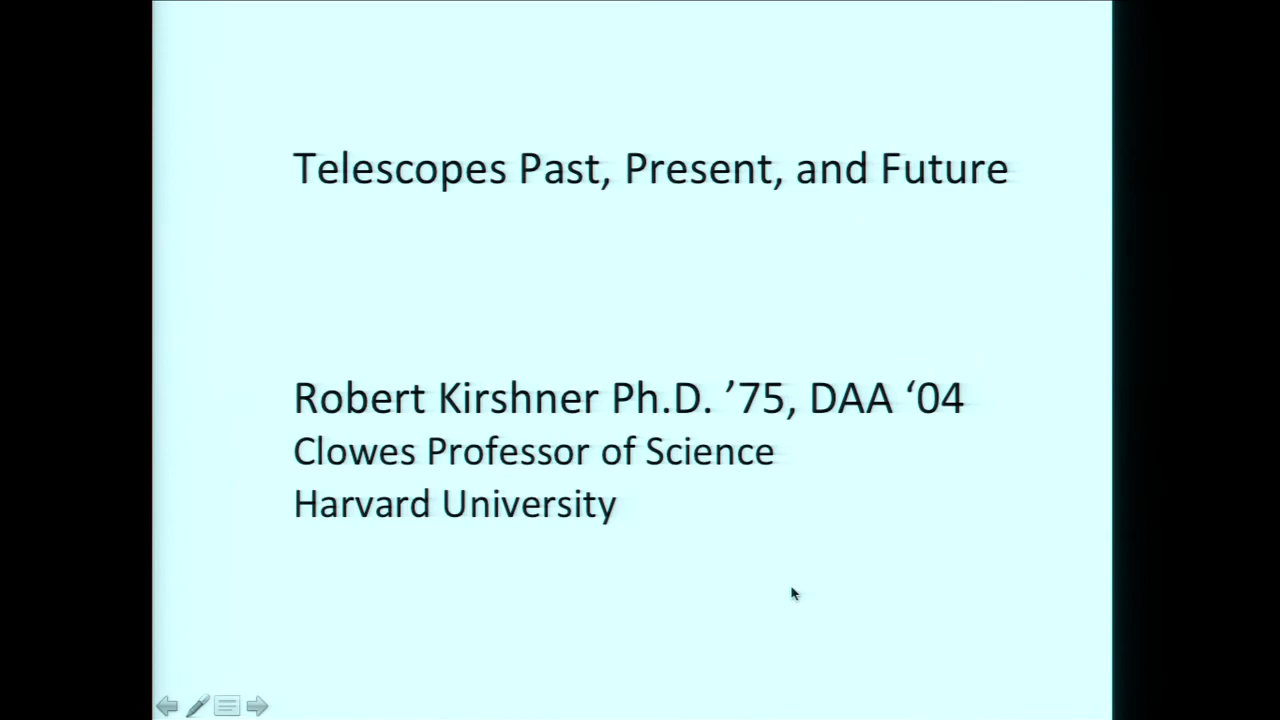 Telescopes Past, Present, and Future
Robert Kirshner Ph.D. ’75, DAA ‘04
Clowes Professor of Science
Harvard University